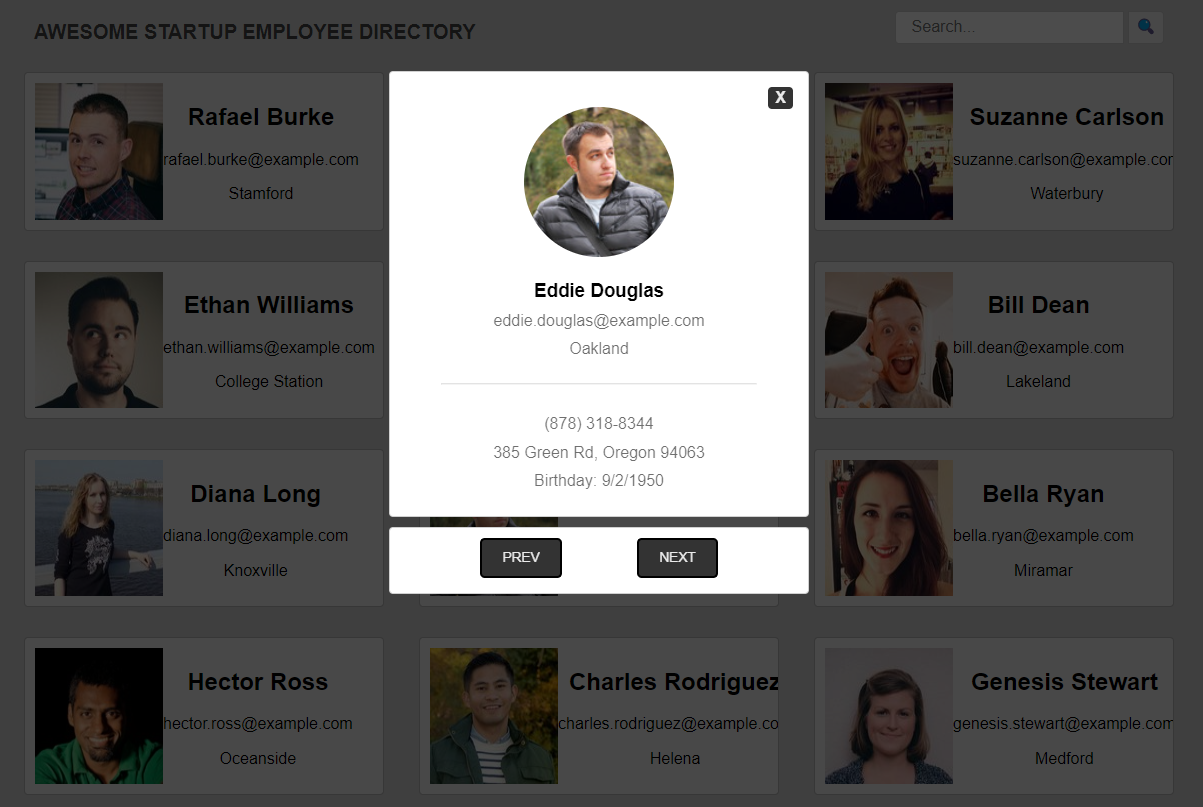 AWESOME STARTUP EMPLOYEE DIRECTORY
Search...
X
Eddie Douglas
eddie.douglas@example.com
Oakland
(878) 318-8344
385 Green Rd, Oregon 94063
Birthday: 9/2/1950
PREV NEXT
Rafael Burke
rafael.burke@example.com
Stamford
Suzanne Carlson
suzanne.carlson@example.cor
Waterbury
Ethan Williams
ethan.williams@example.com
College Station
Bill Dean
bill.dean@example.com
Lakeland
Diana Long
diana.long@example.com
Knoxville
Bella Ryan
bella.ryan@example.com
Miramar
Hector Ross
hector.ross@example.com
Oceanside
Charles Rodriguez
charles.rodriguez@example.co
Helena
Genesis Stewart
genesis.stewart@example.com
Medford